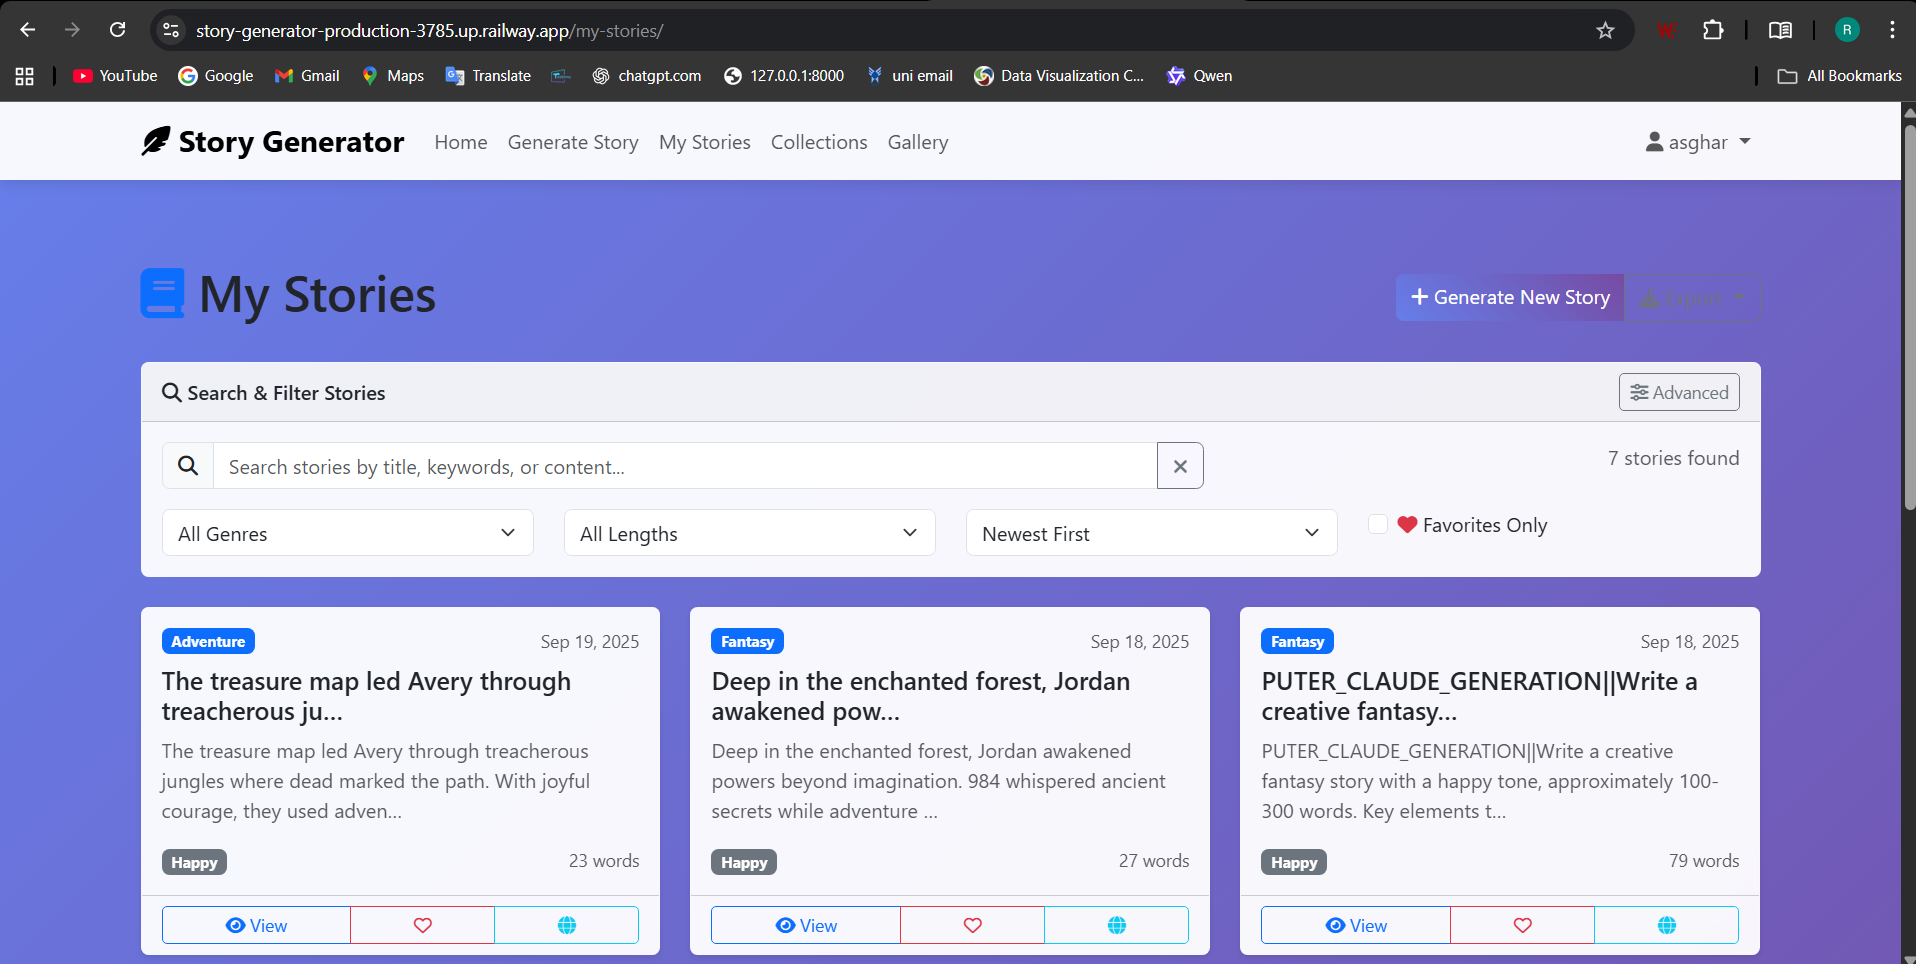 story-generator-production-3785.up.railway.app/my-stories/
R
YouTube Google Gmail Maps Translate chatgpt.com 127.0.0.1:8000 uni email Data Visualization C... Qwen All Bookmarks
Story Generator Home Generate Story My Stories Collections Gallery asghar
My Stories
Generate New Story Export
Search & Filter Stories Advanced
Search stories by title, keywords, or content... 7 stories found
All Genres All Lengths Newest First Favorites Only
Adventure Sep 19, 2025
The treasure map led Avery through
treacherous ju...
The treasure map led Avery through treacherous
jungles where dead marked the path. With joyful
courage, they used adven...
Happy 23 words
View
Fantasy Sep 18, 2025
Deep in the enchanted forest, Jordan
awakened pow...
Deep in the enchanted forest, Jordan awakened
powers beyond imagination. 984 whispered ancient
secrets while adventure ...
Happy 27 words
View
Fantasy Sep 18, 2025
PUTER_CLAUDE_GENERATION||Write a
creative fantasy...
PUTER_CLAUDE_GENERATION||Write a creative
fantasy story with a happy tone, approximately 100-
300 words. Key elements t...
Happy 79 words
View